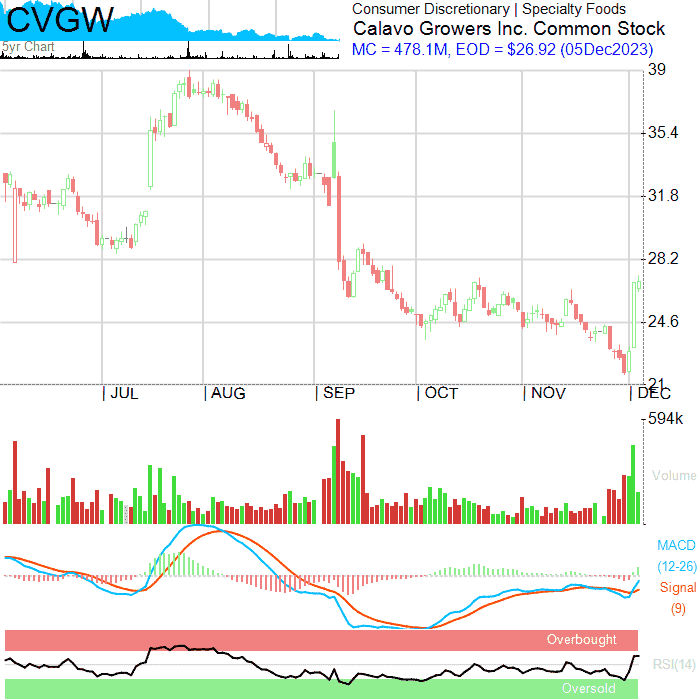 CVGW
5yr Chart
Consumer Discretionary | Specialty Foods
Calavo Growers Inc. Common Stock
MC = 478.1M, EOD = $26.92 (05Dec2023)
39
35.4
31.8
28.2
24.6
21
| JUL | AUG | SEP | OCT | NOV | DEC
594k
Volume
MACD
(12-26)
Signal
(9)
Overbought
RSI(14)
Oversold